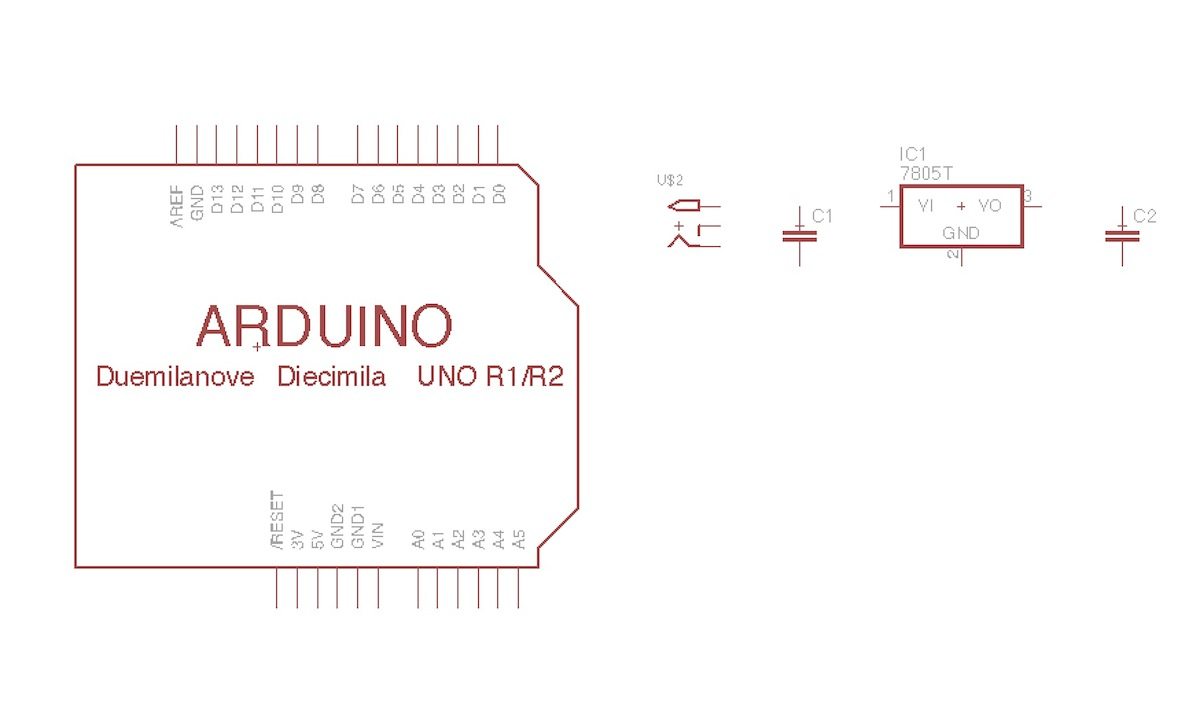 AREF GND D13 D12 D11 D10 D9 D8 D7 D6 D5 D4 D3 D2 D1 D0
ARDUINO
Duemilanove Diecimila UNO R1/R2
/RESET 3V 5V GND2 GND1 VIN A0 A1 A2 A3 A4 A5
U$2
C1
IC1
7805T
1 VI VO 3
GND
2
C2